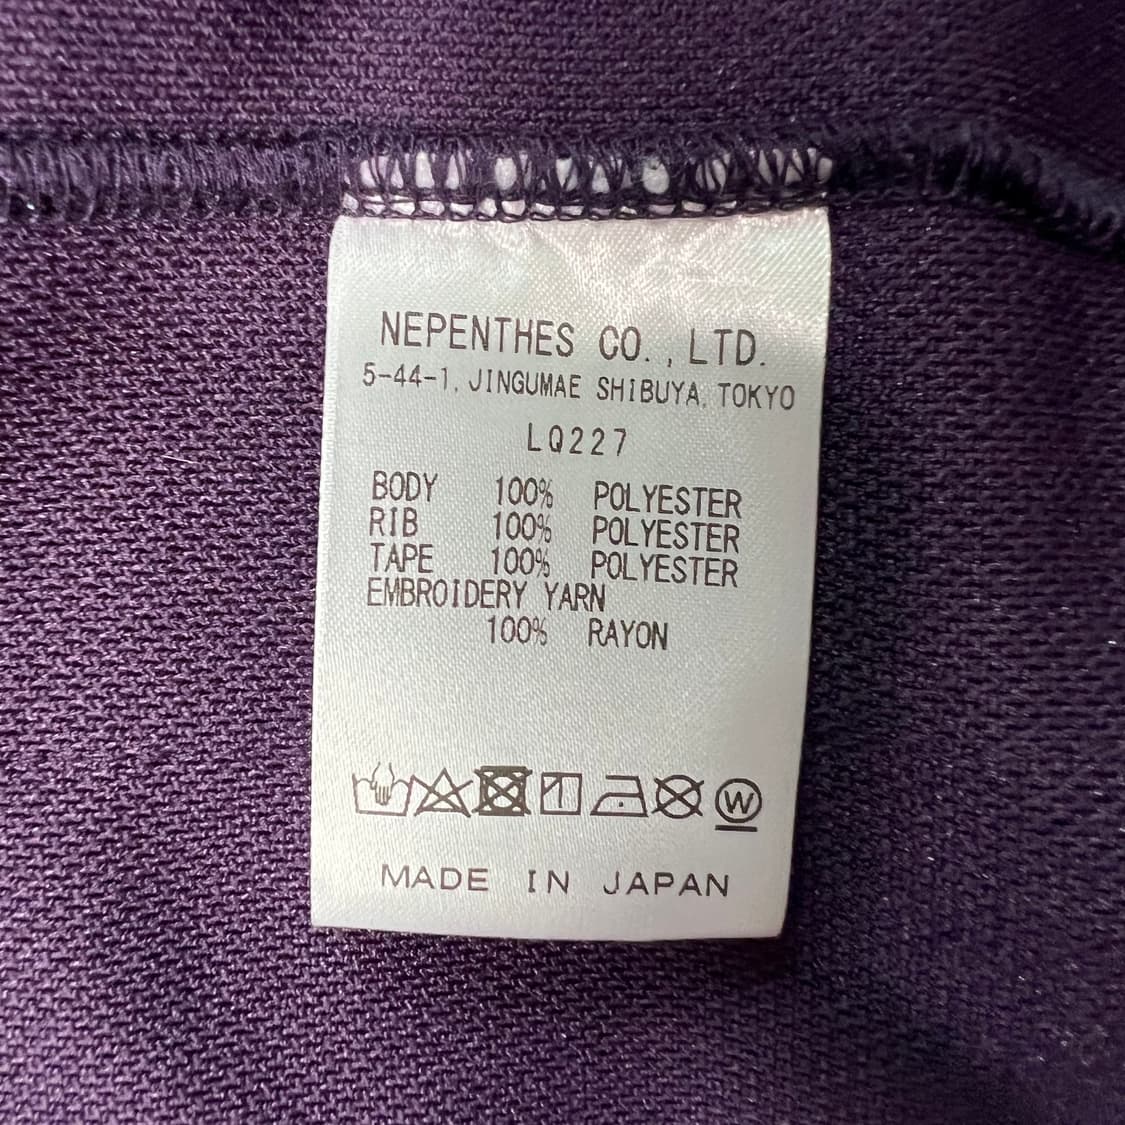 NEPENTHES CO., LTD.
5-44-1, JINGUMAE SHIBUYA, TOKYO
LQ227
BODY 100% POLYESTER
RIB 100% POLYESTER
TAPE 100% POLYESTER
EMBROIDERY YARN
100% RAYON
W
MADE IN JAPAN